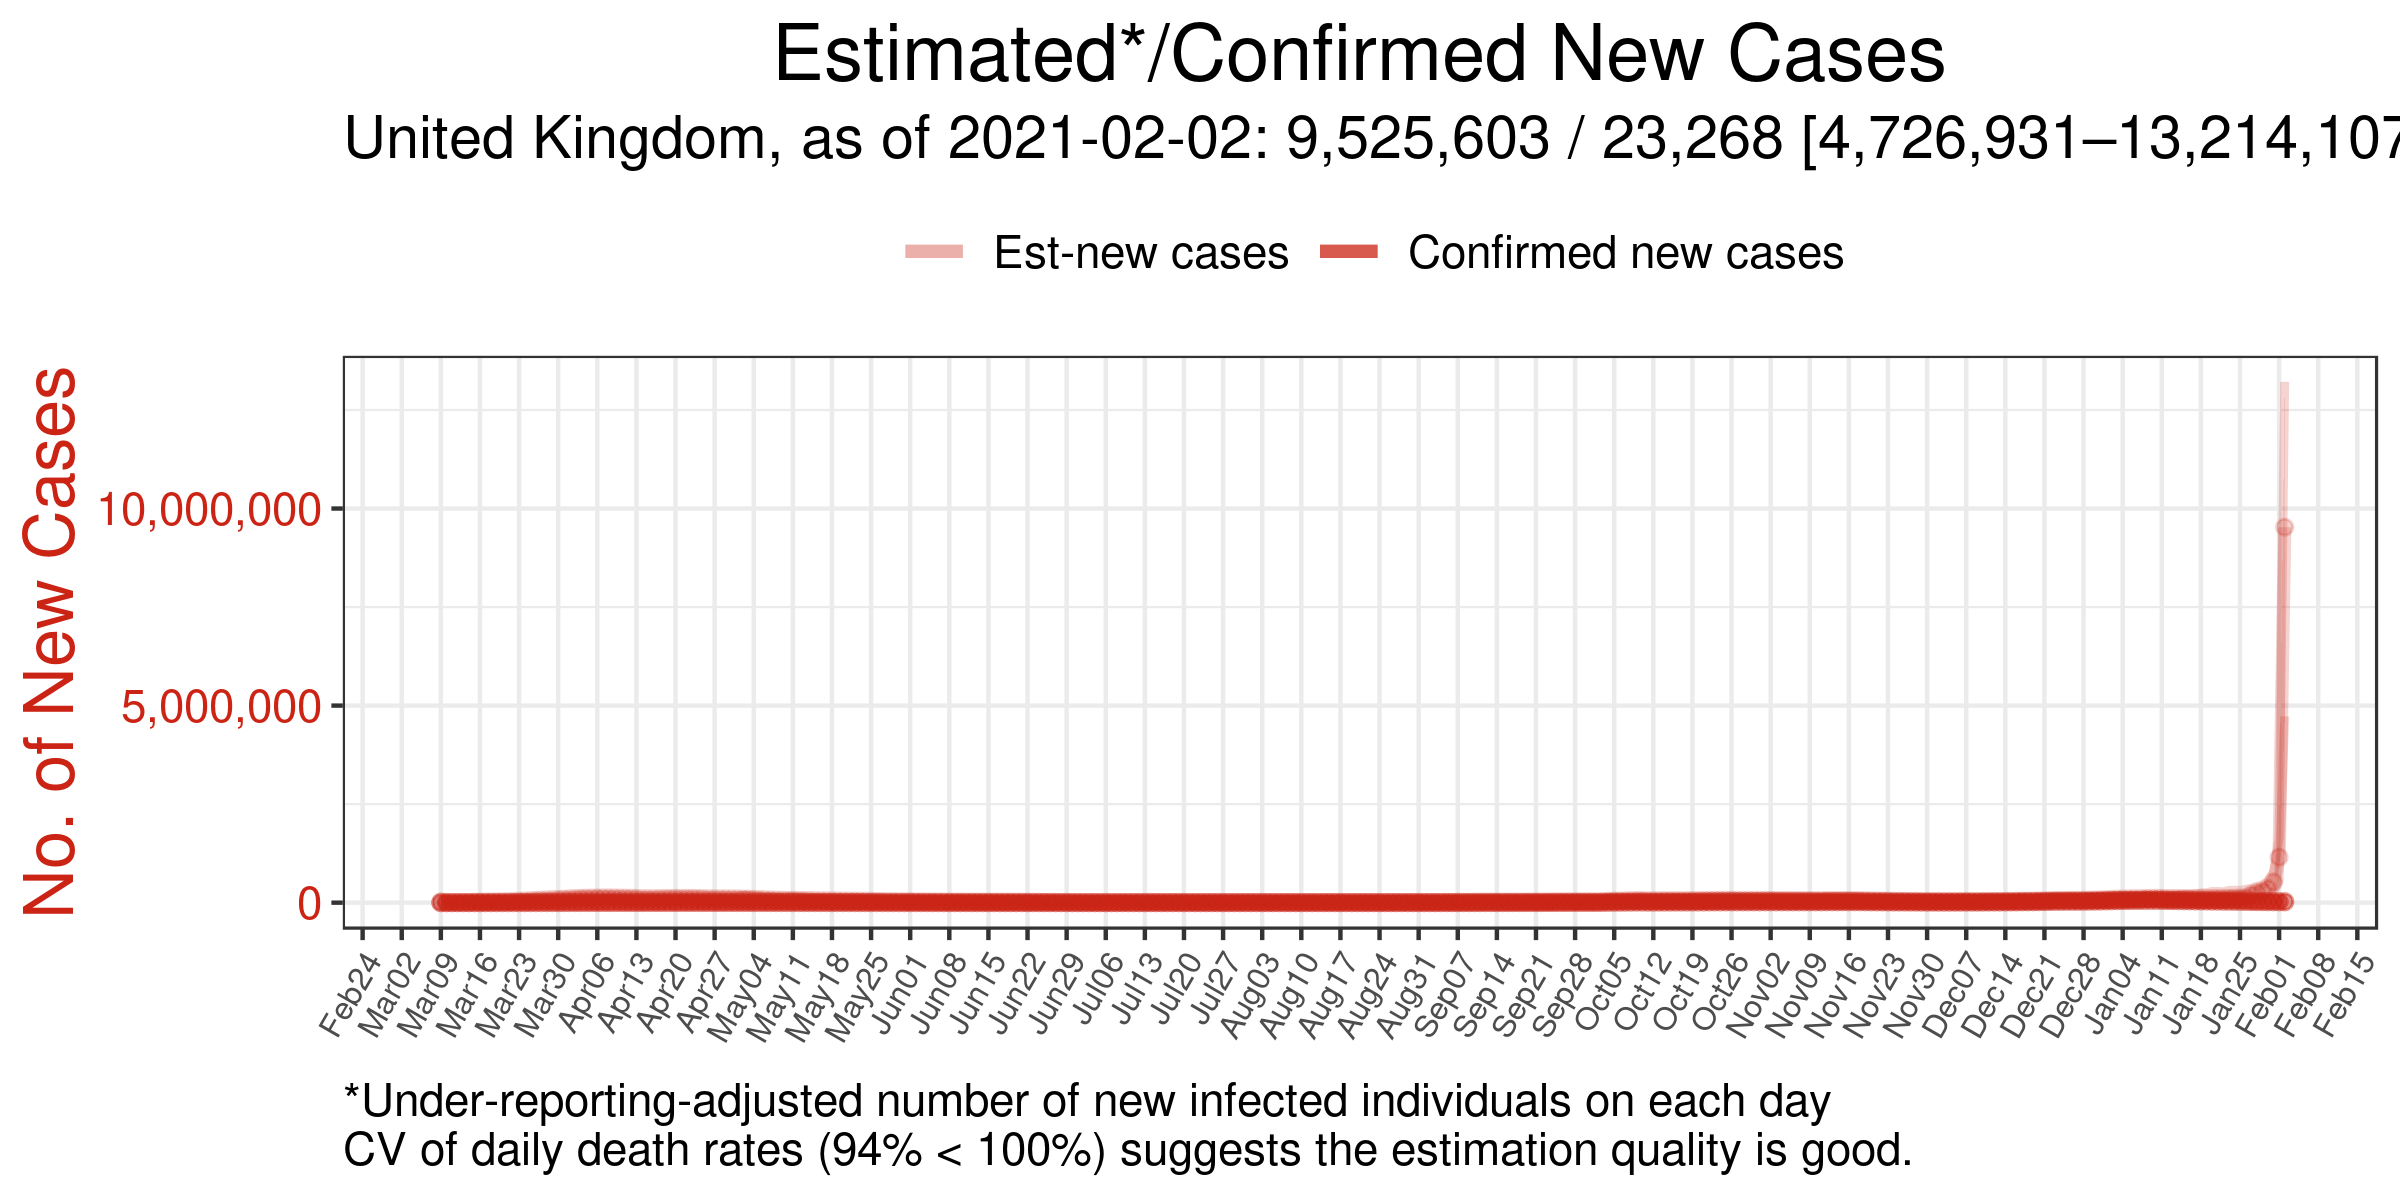 Estimated*/Confirmed New Cases
United Kingdom, as of 2021-02-02: 9,525,603 / 23,268 [4,726,931–13,214,107
Est-new cases Confirmed new cases
No. of New Cases
10,000,000
5,000,000
0
Feb24 Mar02 Mar09 Mar16 Mar23 Mar30 Apr06 Apr13 Apr20 Apr27 May04 May11 May18 May25 Jun01 Jun08 Jun15 Jun22 Jun29 Jul06 Jul13 Jul20 Jul27 Aug03 Aug10 Aug17 Aug24 Aug31 Sep07 Sep14 Sep21 Sep28 Oct05 Oct12 Oct19 Oct26 Nov02 Nov09 Nov16 Nov23 Nov30 Dec07 Dec14 Dec21 Dec28 Jan04 Jan11 Jan18 Jan25 Feb01 Feb08 Feb15
*Under-reporting-adjusted number of new infected individuals on each day
CV of daily death rates (94% < 100%) suggests the estimation quality is good.